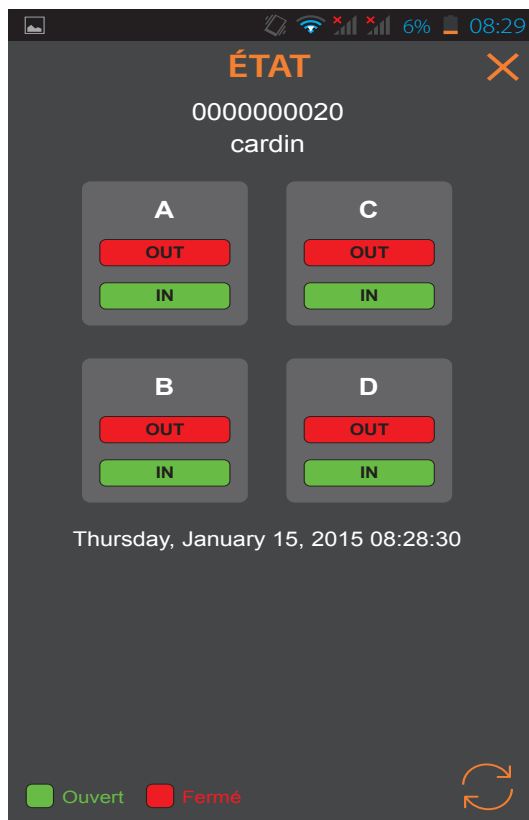 6% 08:29
ÉTAT
0000000020
cardin
A
OUT
IN
C
OUT
IN
B
OUT
IN
D
OUT
IN
Thursday, January 15, 2015 08:28:30
Ouvert Fermé